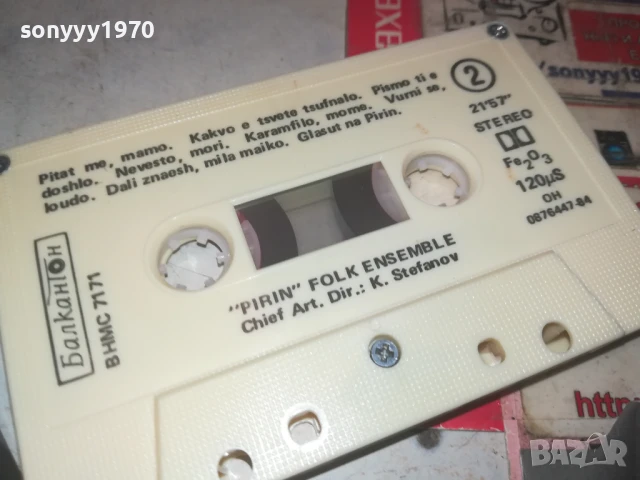 sonyyy1970
Pitat me, mamo. Kakvo e tsvete tsufnalo. Pismo ti e
doshlo. Nevesto, mori. Karamfilo, mome. Vurni se,
loudo. Dali znaesh, mila maiko. Glasut na Pirin.
2
21'57"
STEREO
Fe2O3
120µS
OH
0876447-84
Балкантон
ВНМС 7171
"PIRIN" FOLK ENSEMBLE
Chief Art. Dir.: K. Stefanov
/sonyyy1970
http
BAZAR